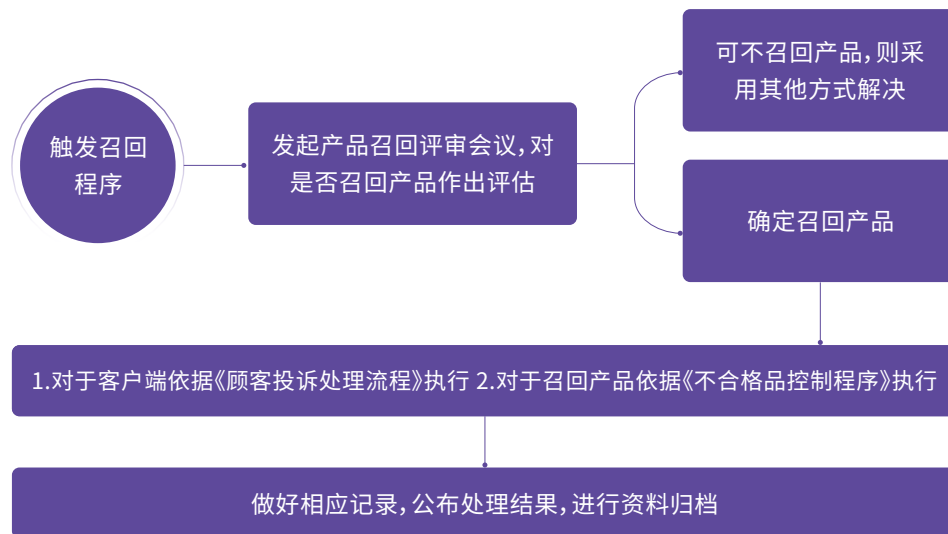 触发召回
程序
发起产品召回评审会议，对
是否召回产品作出评估
可不召回产品，则采
用其他方式解决
确定召回产品
1.对于客户端依据《顾客投诉处理流程》执行 2.对于召回产品依据《不合格品控制程序》执行
做好相应记录，公布处理结果，进行资料归档